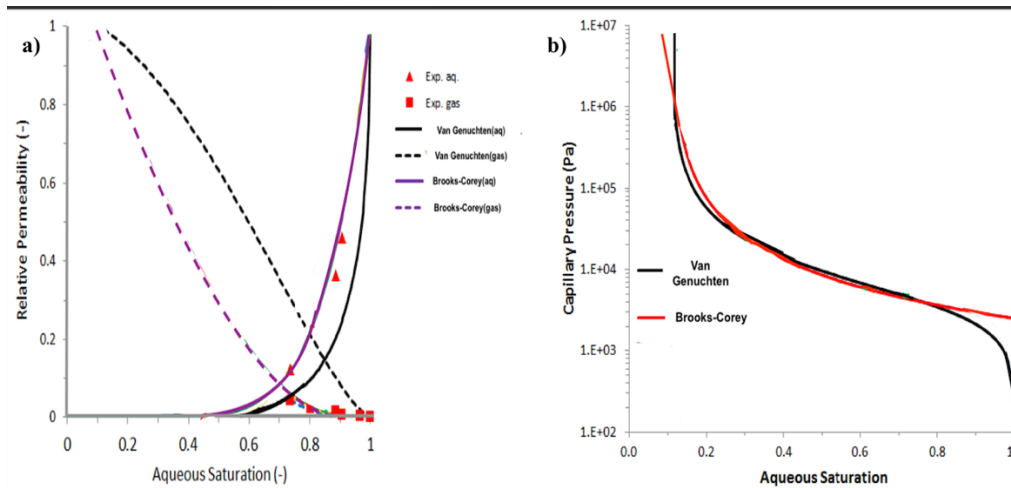 a)
1
0.8
0.6
0.4
0.2
0
Relative Permeability (-)
0
0.2
0.4
0.6
0.8
1
Aqueous Saturation (-)
Exp. aq.
Exp. gas
Van Genuchten(aq)
Van Genuchten(gas)
Brooks-Corey(aq)
Brooks-Corey(gas)
b)
1.E+07
1.E+06
1.E+05
1.E+04
1.E+03
1.E+02
Capillary Pressure (Pa)
Van
Genuchten
Brooks-Corey
0.0
0.2
0.4
0.6
0.8
1
Aqueous Saturation